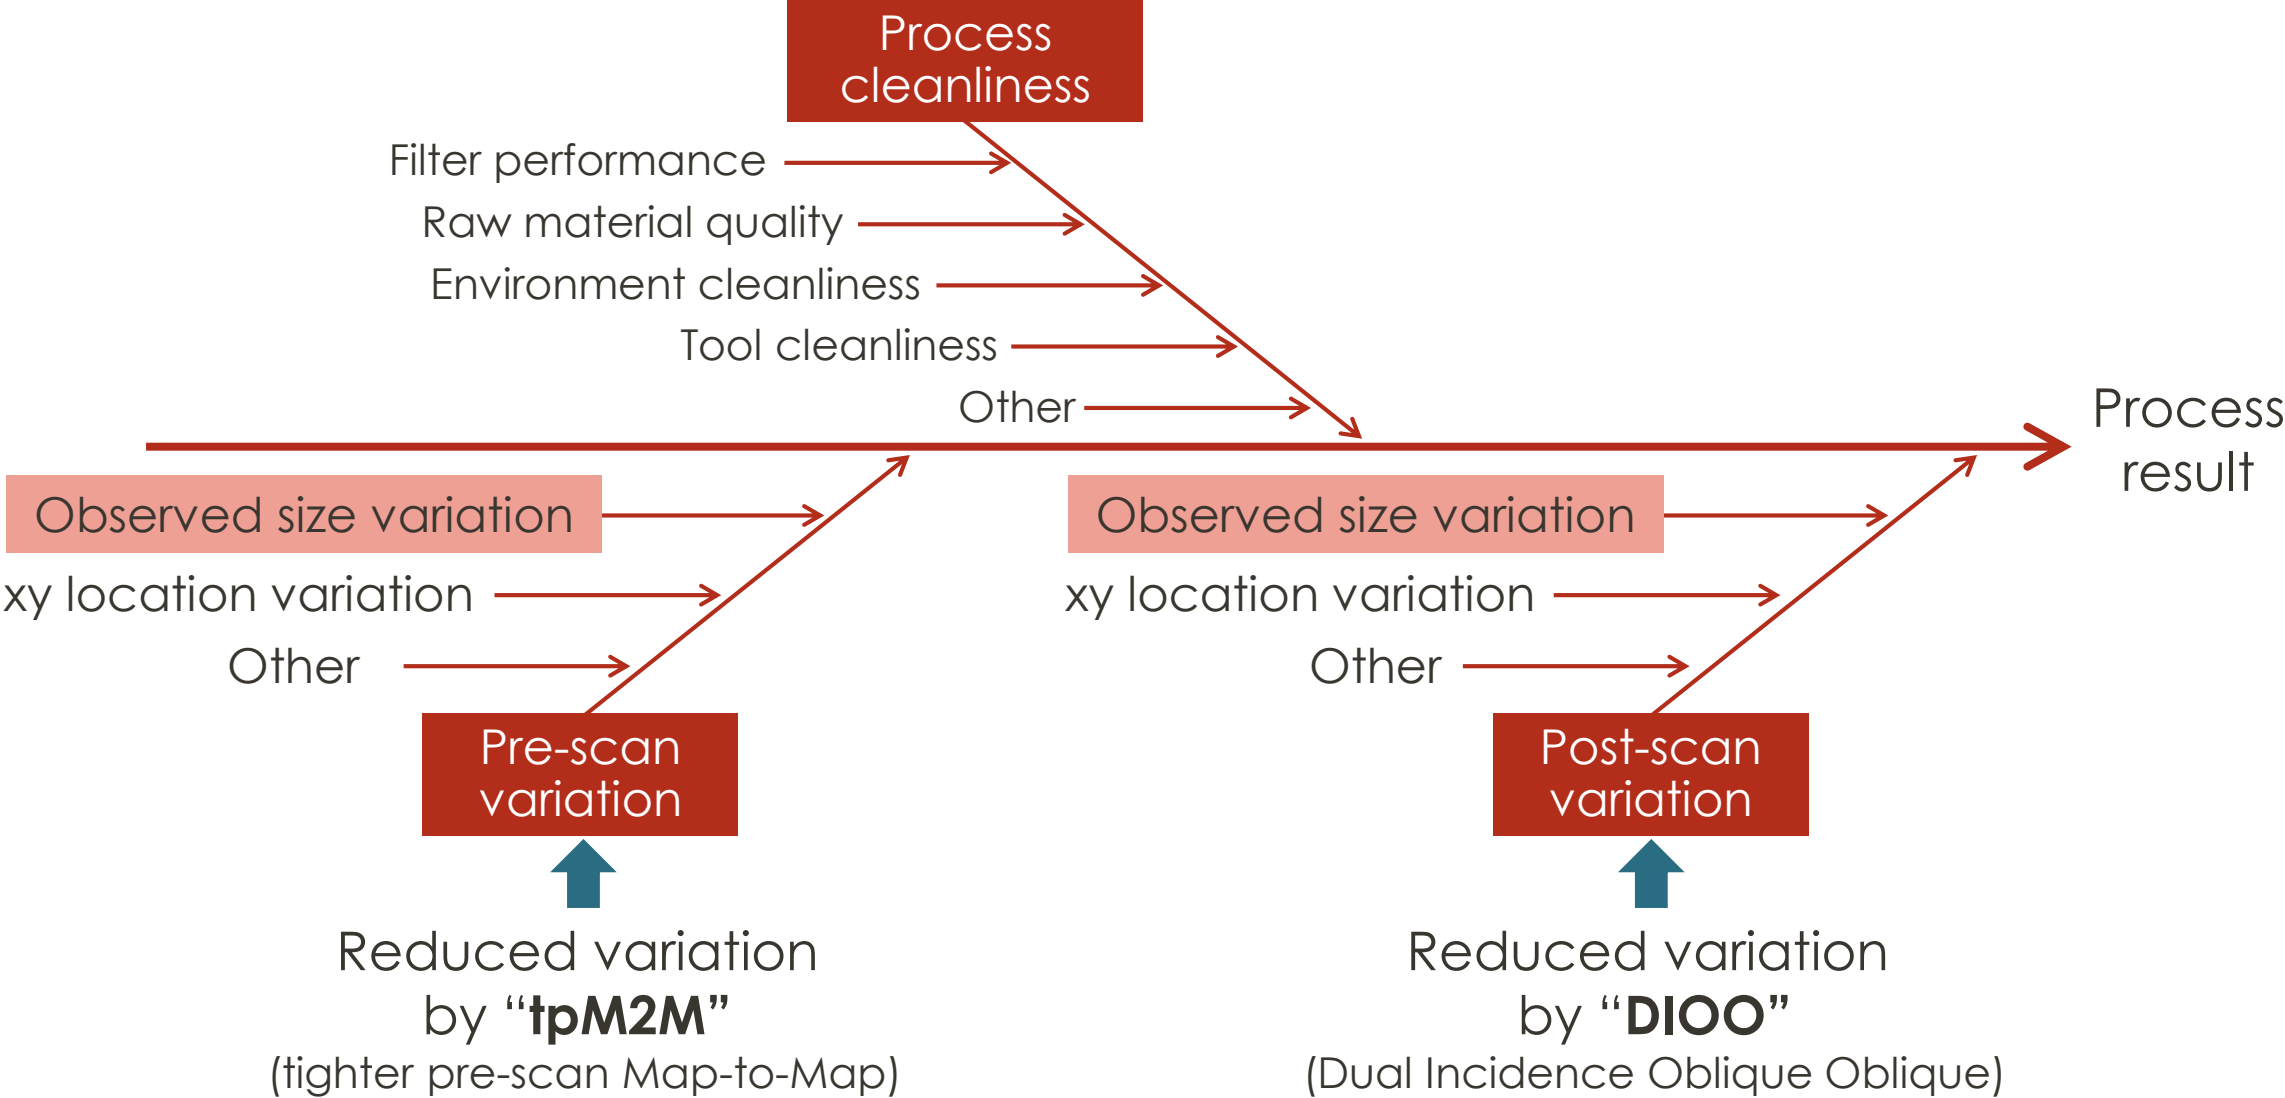 Process
cleanliness
Filter performance
Raw material quality
Environment cleanliness
Tool cleanliness
Other
Process
result
Observed size variation
xy location variation
Other
Pre-scan
variation
Reduced variation
by “tpM2M”
(tighter pre-scan Map-to-Map)
Observed size variation
xy location variation
Other
Post-scan
variation
Reduced variation
by “DIOO”
(Dual Incidence Oblique Oblique)